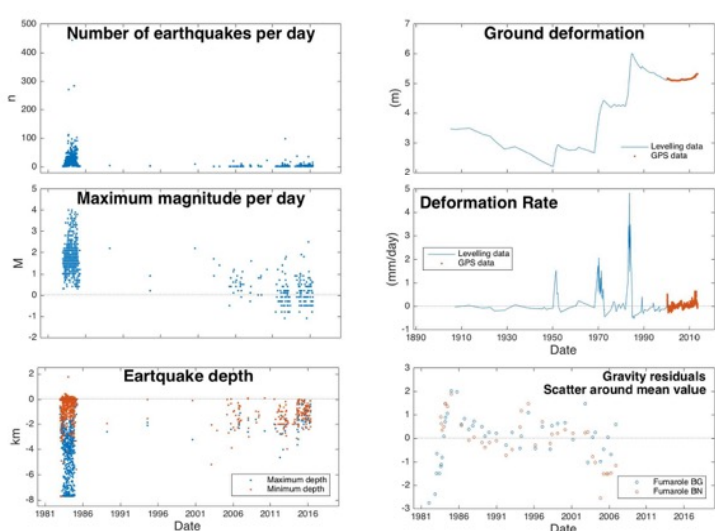 Number of earthquakes per day
500
400
300
200
100
0
n
Maximum magnitude per day
5
4
3
2
1
0
-1
-2
M
Eartquake depth
0
-2
-4
-6
-8
km
Maximum depth
Minimum depth
1981 1986 1991 1996 2001 2006 2011 2016
Date
Ground deformation
6
5
4
3
2
(m)
Levelling data
GPS data
Deformation Rate
5
4
3
2
1
0
-1
(mm/day)
Levelling data
GPS data
1890 1910 1930 1950 1970 1990 2010
Date
Gravity residuals
Scatter around mean value
3
2
1
0
-1
-2
-3
Fumarole BG
Fumarole BN
1981 1986 1991 1996 2001 2006 2011 2016
Date